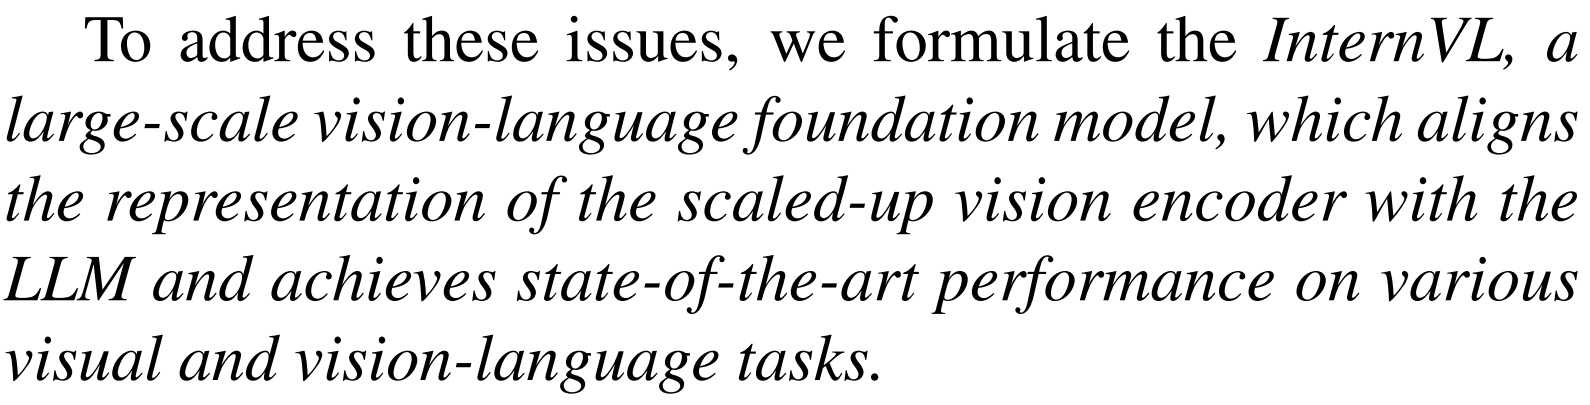 To address these issues, we formulate the InternVL, a
large-scale vision-language foundation model, which aligns
the representation of the scaled-up vision encoder with the
LLM and achieves state-of-the-art performance on various
visual and vision-language tasks.